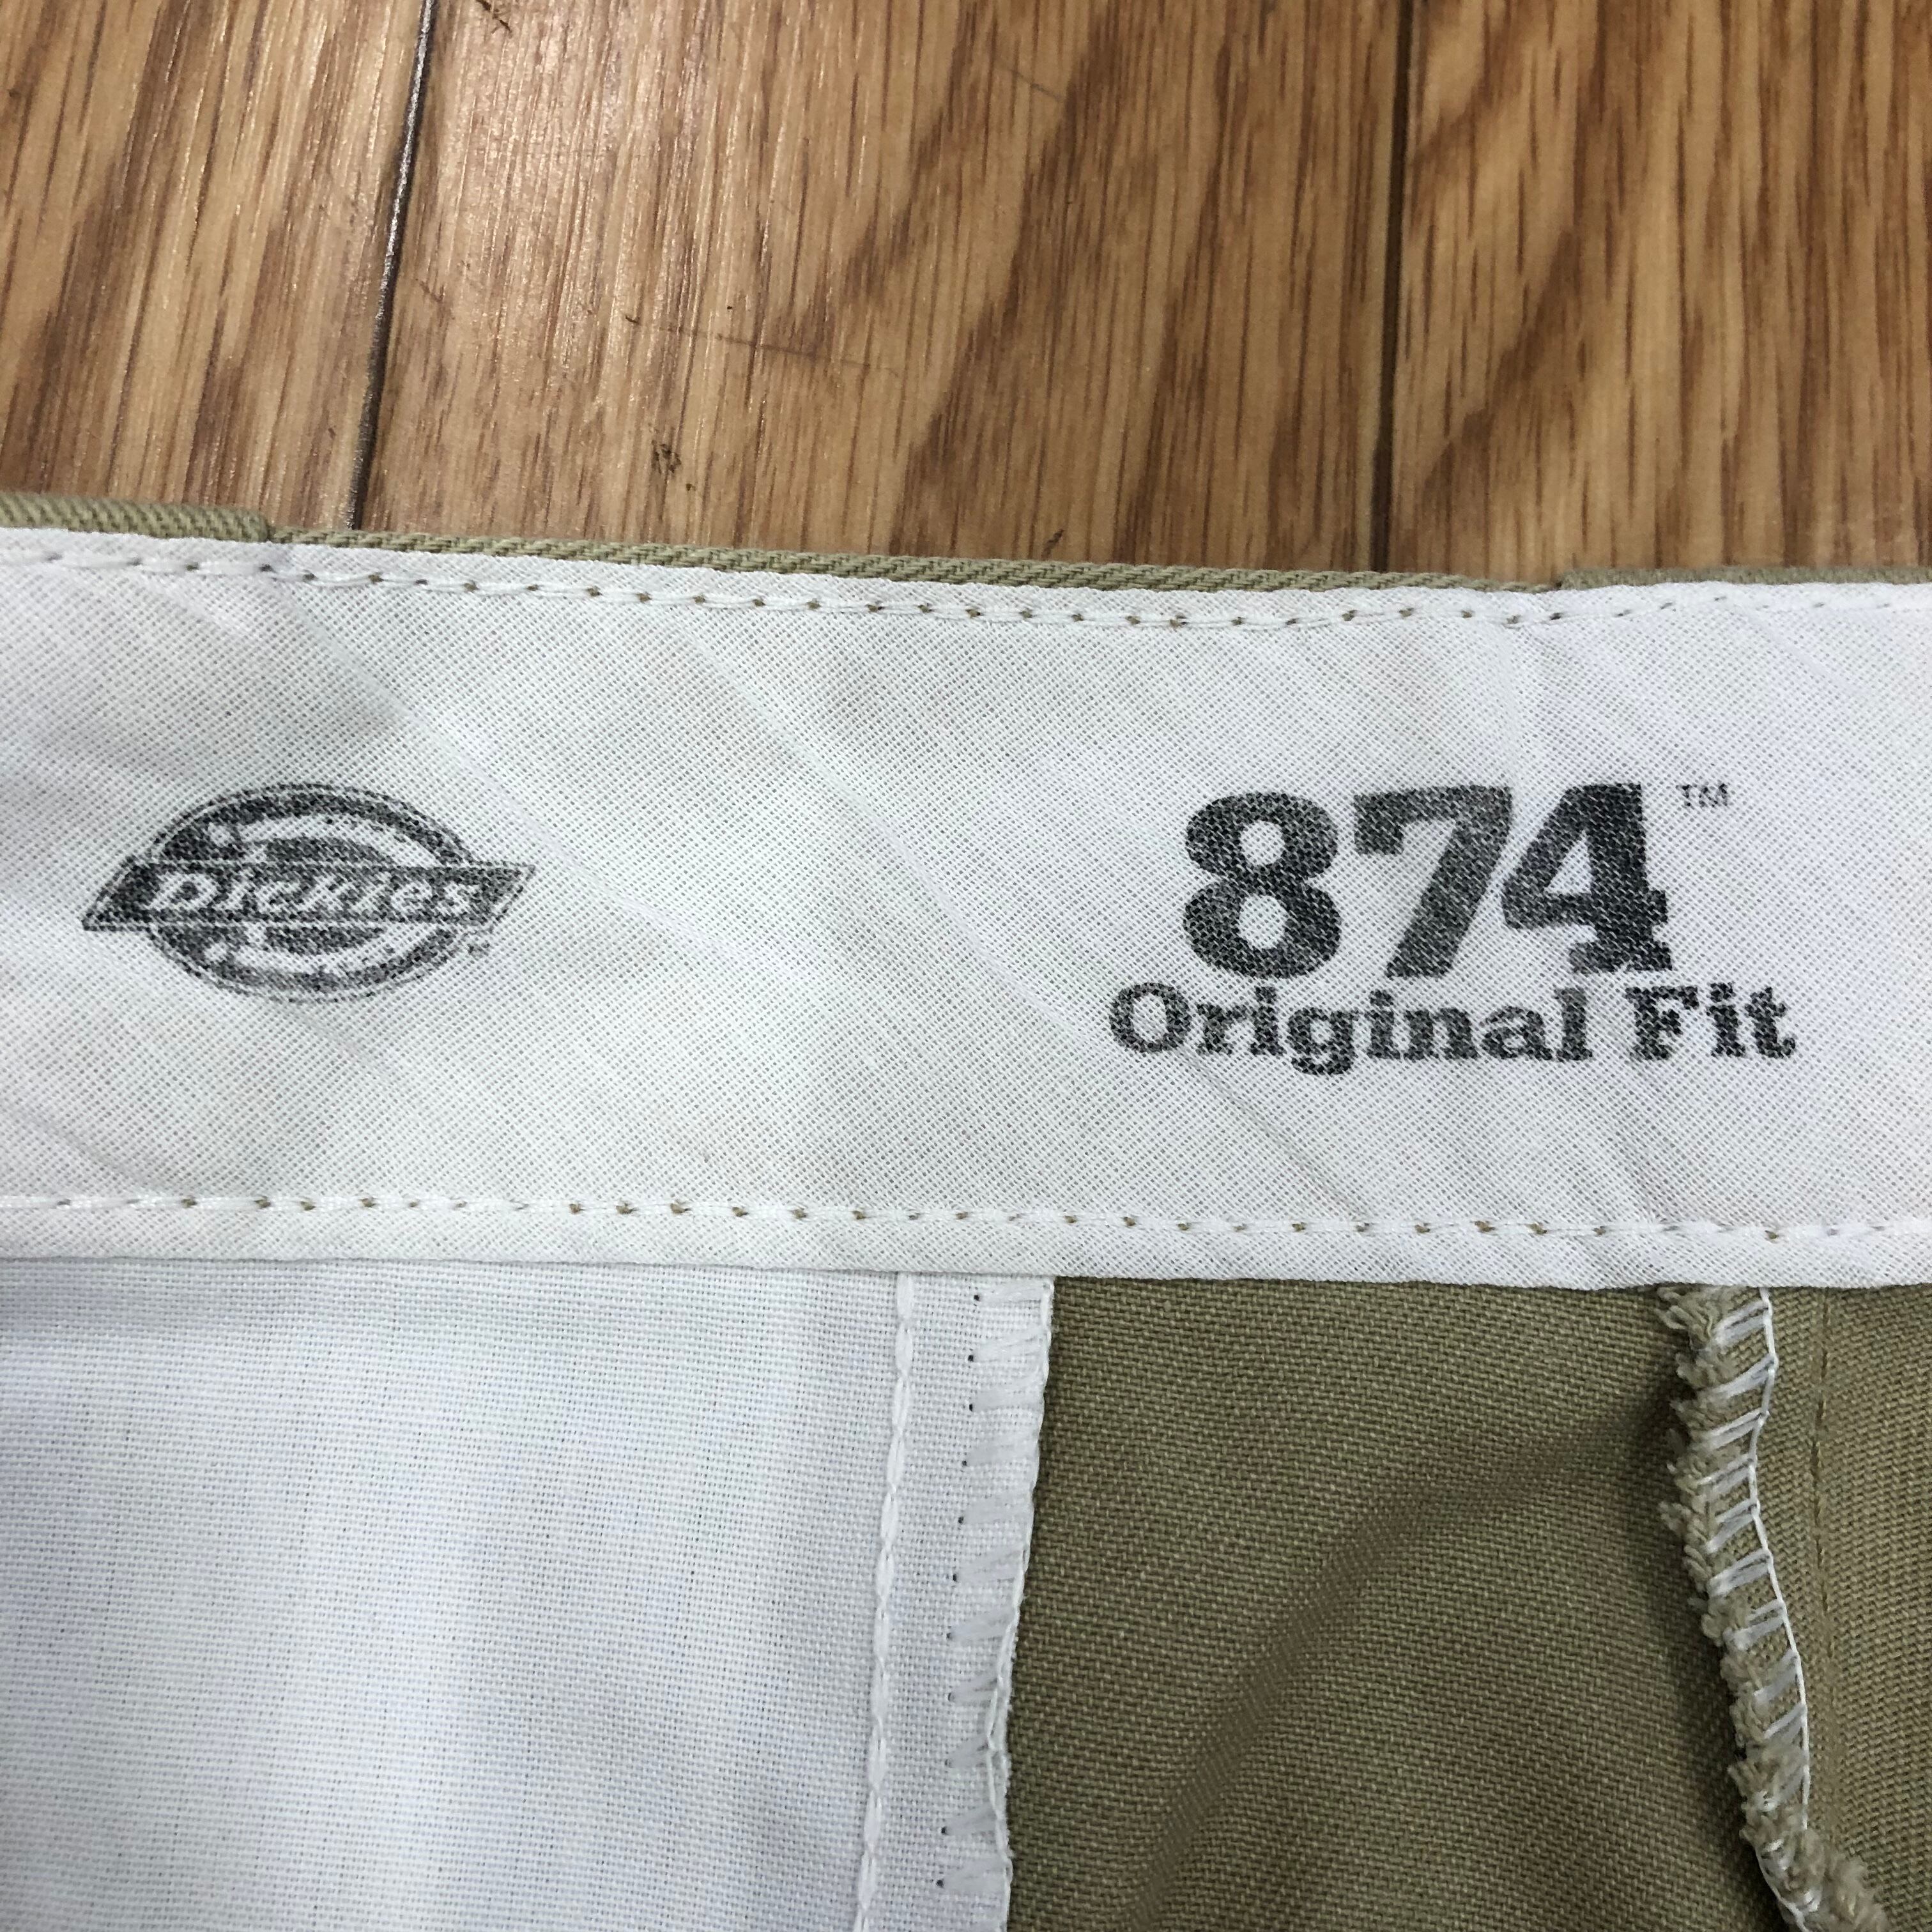 Dickies
874™
Original Fit